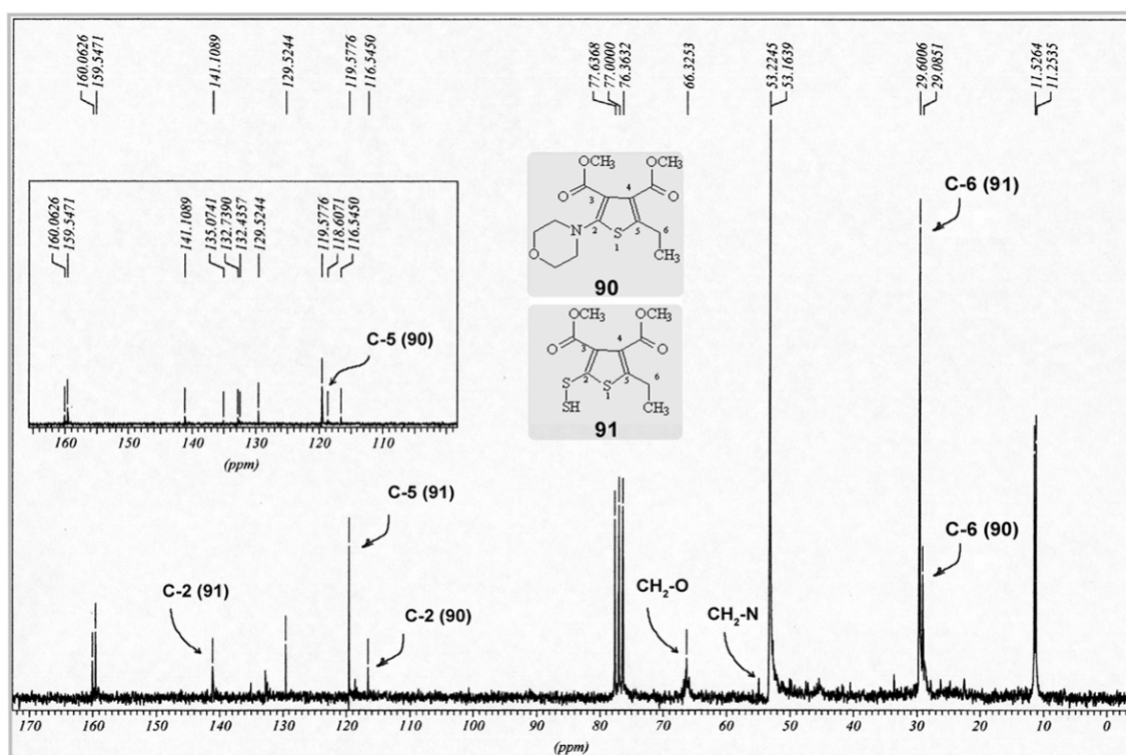 160.0626
159.5471
141.1089
129.5244
119.5776
116.5450
77.6368
77.0000
76.3632
66.3253
53.2245
53.1639
29.6006
29.0851
11.5264
11.2535
160.0626
159.5471
141.1089
135.0741
132.7390
132.4357
129.5244
119.5776
118.6071
116.5450
C-5 (90)
160 150 140 130 120 110
(ppm)
OCH3 OCH3
O O
3 4
N 2 S 5 6
1
O CH3
90
OCH3 OCH3
O O
3 4
S 2 S 5 6
1
SH CH3
91
C-6 (91)
C-5 (91)
C-2 (91)
C-2 (90)
CH2-O
CH2-N
C-6 (90)
170 160 150 140 130 120 110 100 90 80 70 60 50 40 30 20 10 0
(ppm)